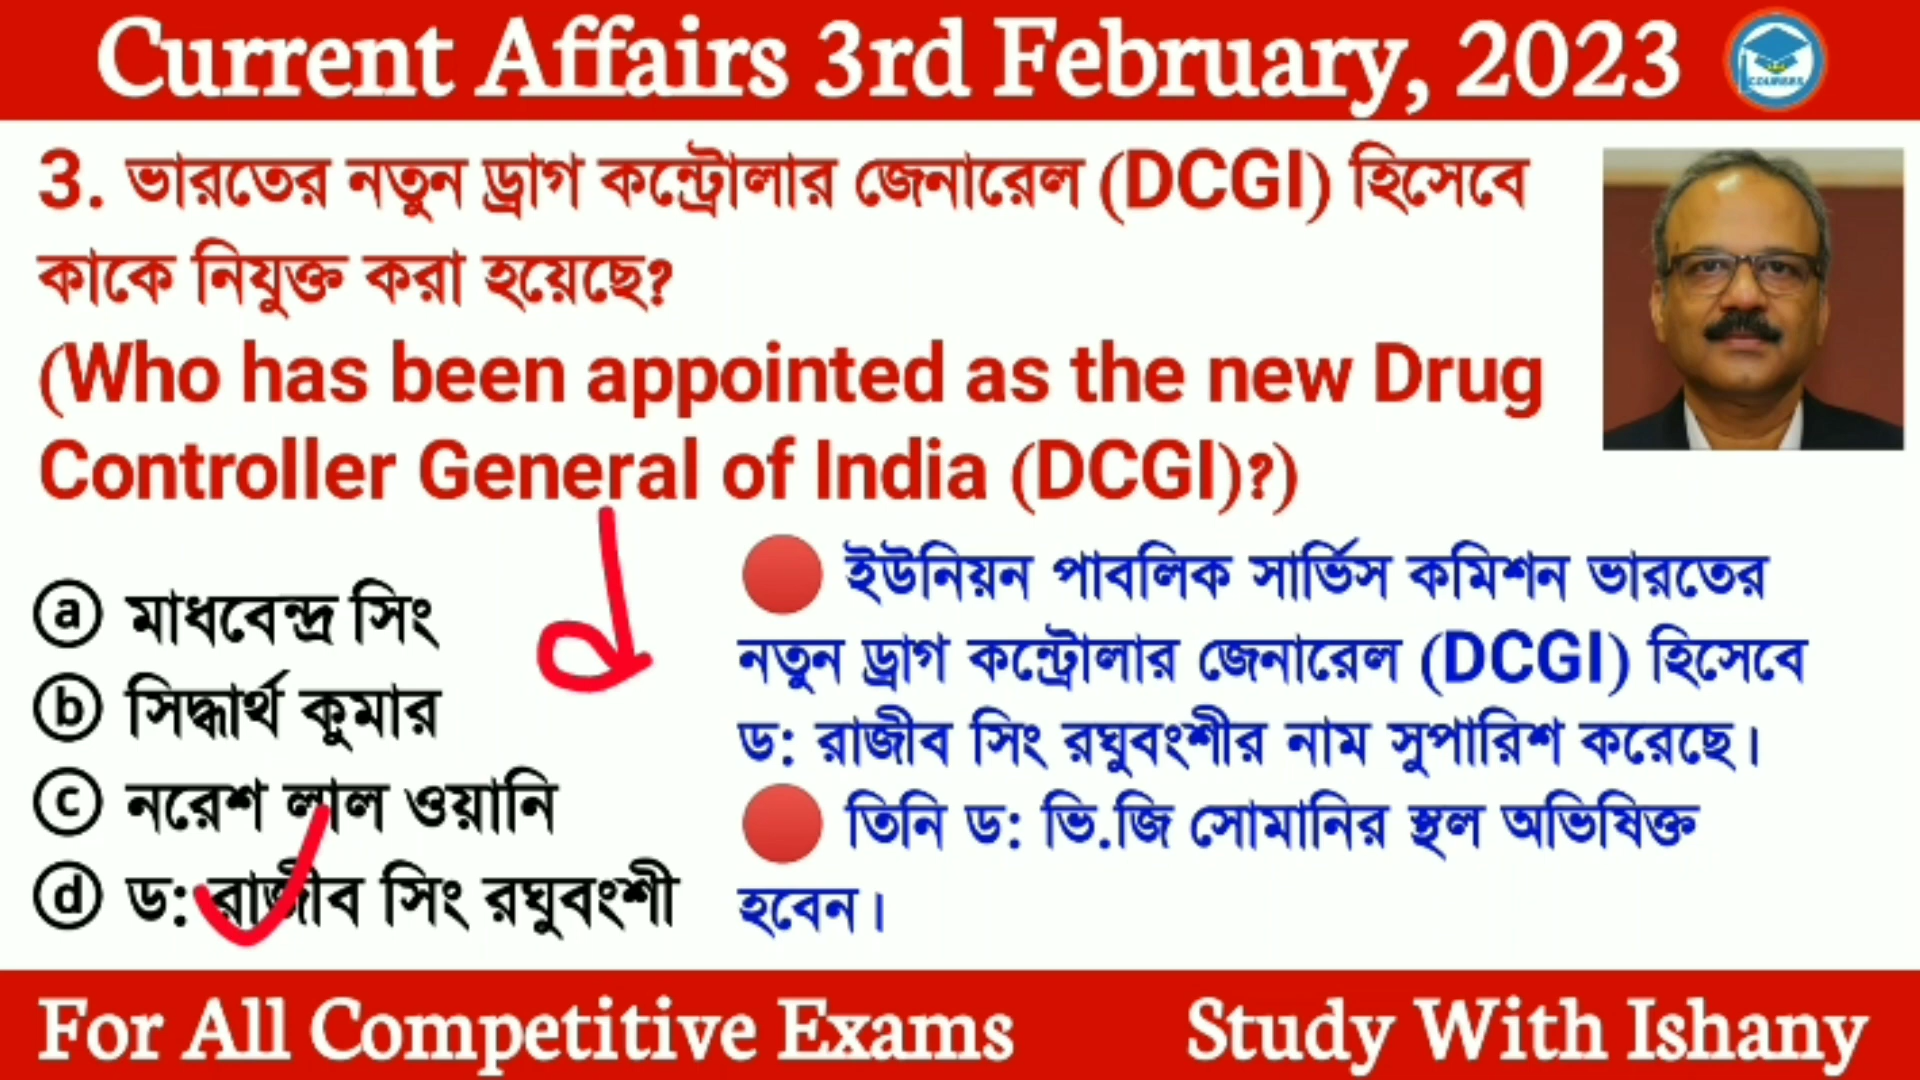 Current Affairs 3rd February, 2023
COURSES
3. ভারতের নতুন ড্রাগ কন্ট্রোলার জেনারেল (DCGI) হিসেবে
কাকে নিযুক্ত করা হয়েছে?
(Who has been appointed as the new Drug
Controller General of India (DCGI)?)
ⓐ মাধবেন্দ্র সিং
ⓑ সিদ্ধার্থ কুমার
ⓒ নরেশ লাল ওয়ানি
ⓓ ড: রাজীব সিং রঘুবংশী
🔴 ইউনিয়ন পাবলিক সার্ভিস কমিশন ভারতের
নতুন ড্রাগ কন্ট্রোলার জেনারেল (DCGI) হিসেবে
ড: রাজীব সিং রঘুবংশীর নাম সুপারিশ করেছে।
🔴 তিনি ড: ভি.জি সোমানির স্থল অভিষিক্ত
হবেন।
For All Competitive Exams
Study With Ishany